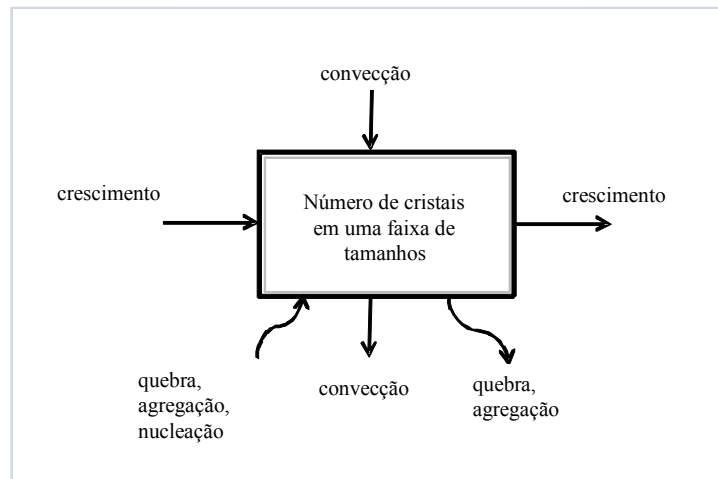 convecção
crescimento
Número de cristais
em uma faixa de
tamanhos
crescimento
quebra,
agregação,
nucleação
convecção
quebra,
agregação